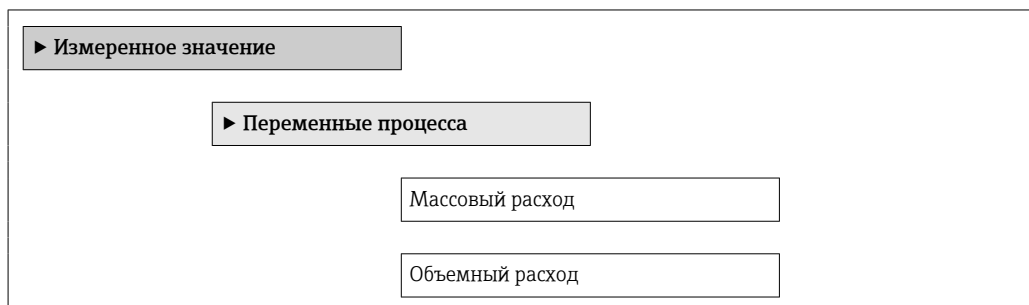 ▶ Измеренное значение
▶ Переменные процесса
Массовый расход
Объемный расход